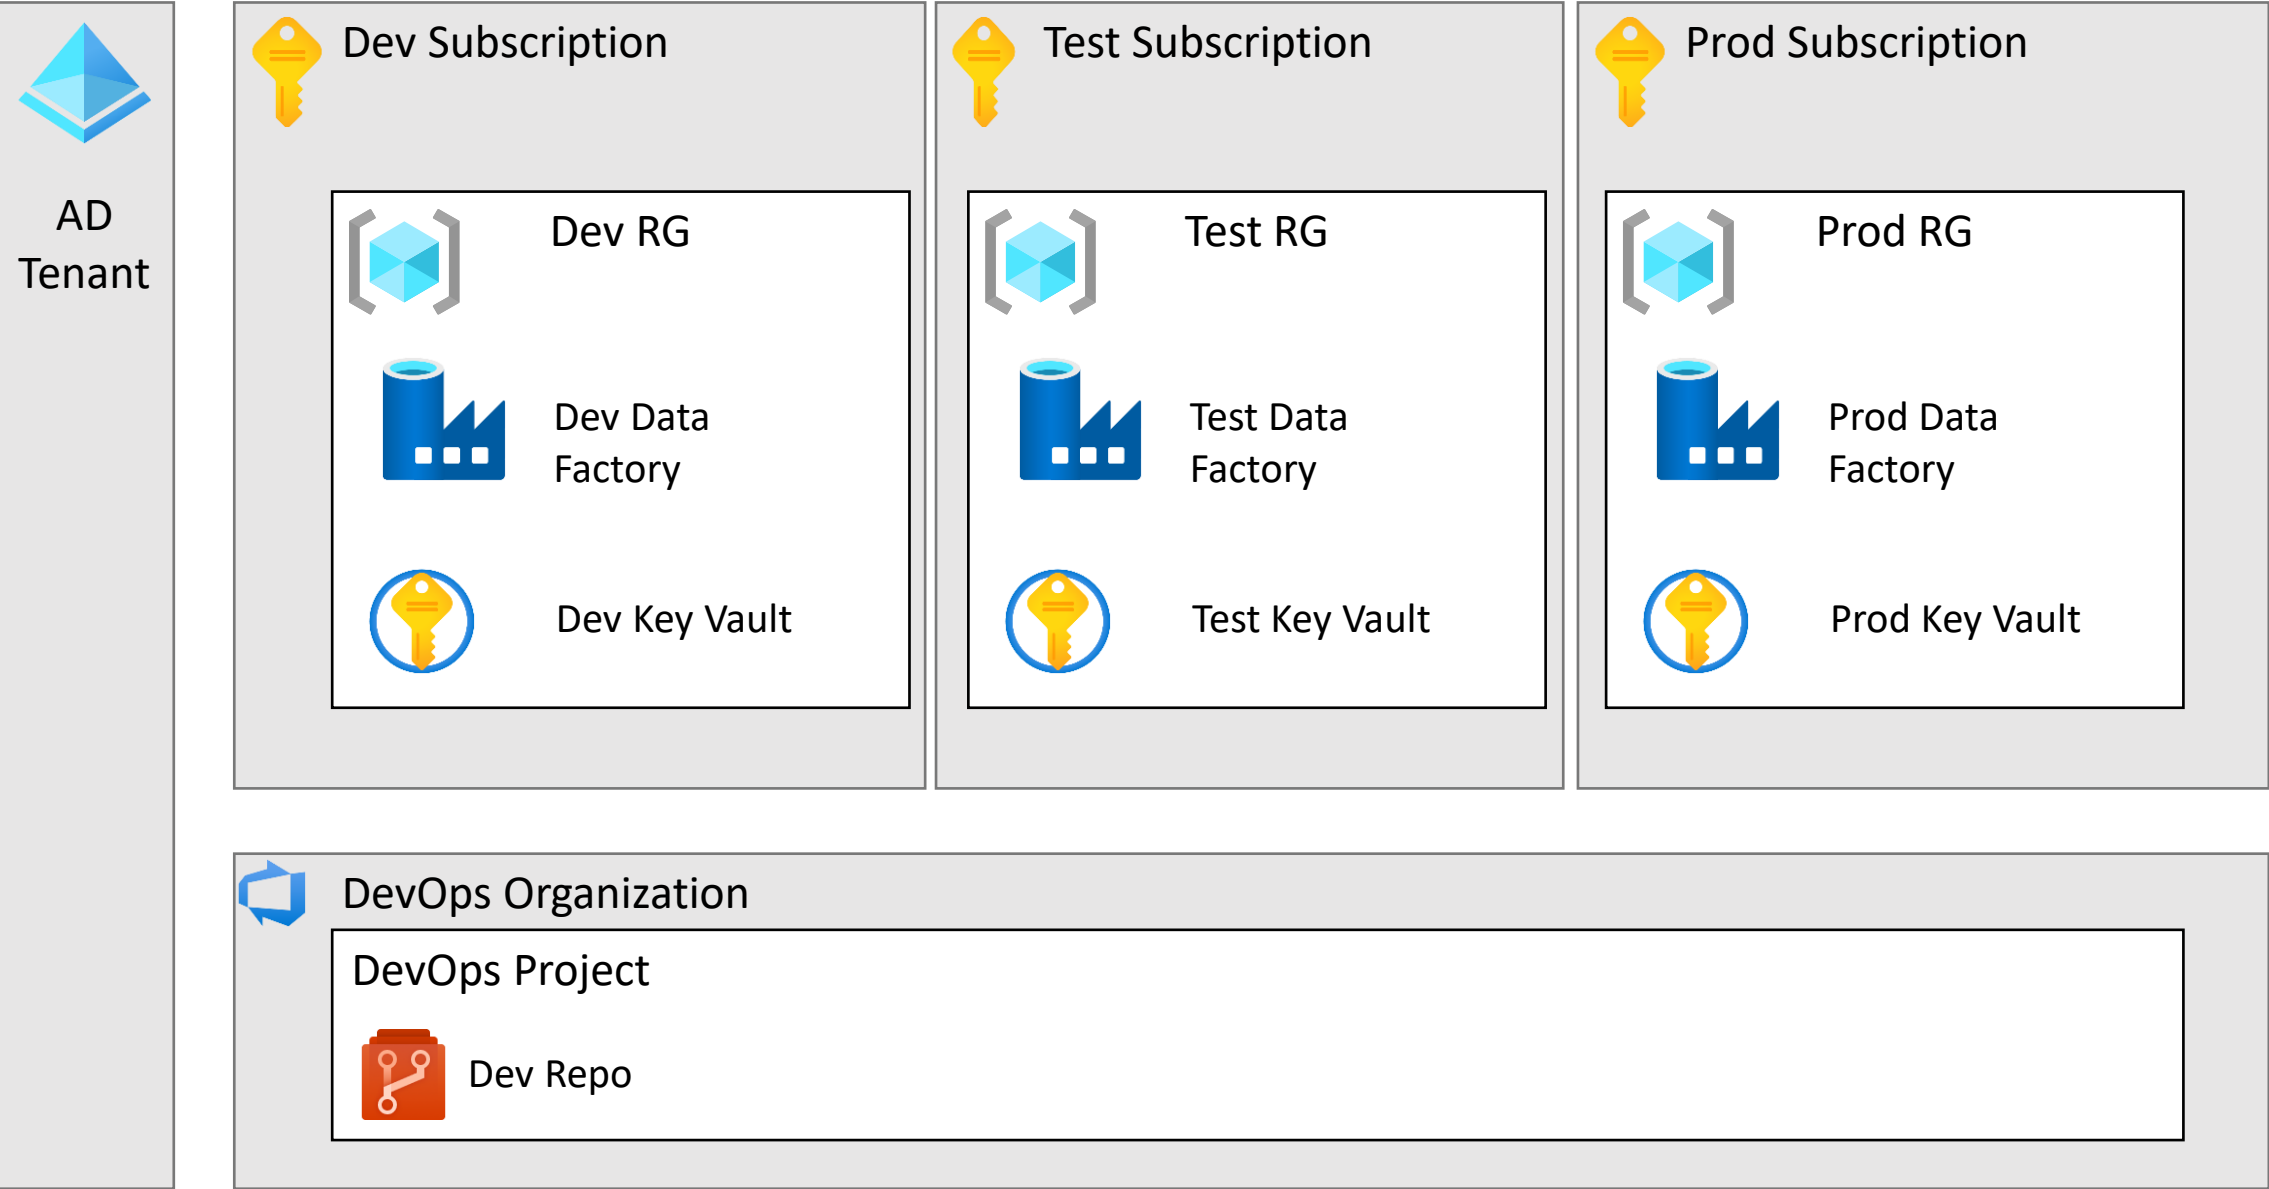 AD
Tenant
Dev Subscription
Dev RG
Dev Data
Factory
Dev Key Vault
Test Subscription
Test RG
Test Data
Factory
Test Key Vault
Prod Subscription
Prod RG
Prod Data
Factory
Prod Key Vault
DevOps Organization
DevOps Project
Dev Repo